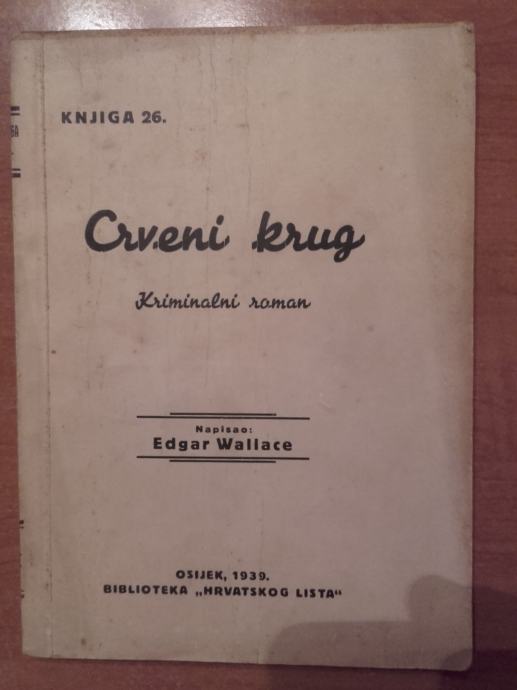 KNJIGA 26.
Crveni krug
Kriminalni roman
Napisao:
Edgar Wallace
OSIJEK, 1939.
BIBLIOTEKA „HRVATSKOG LISTA“